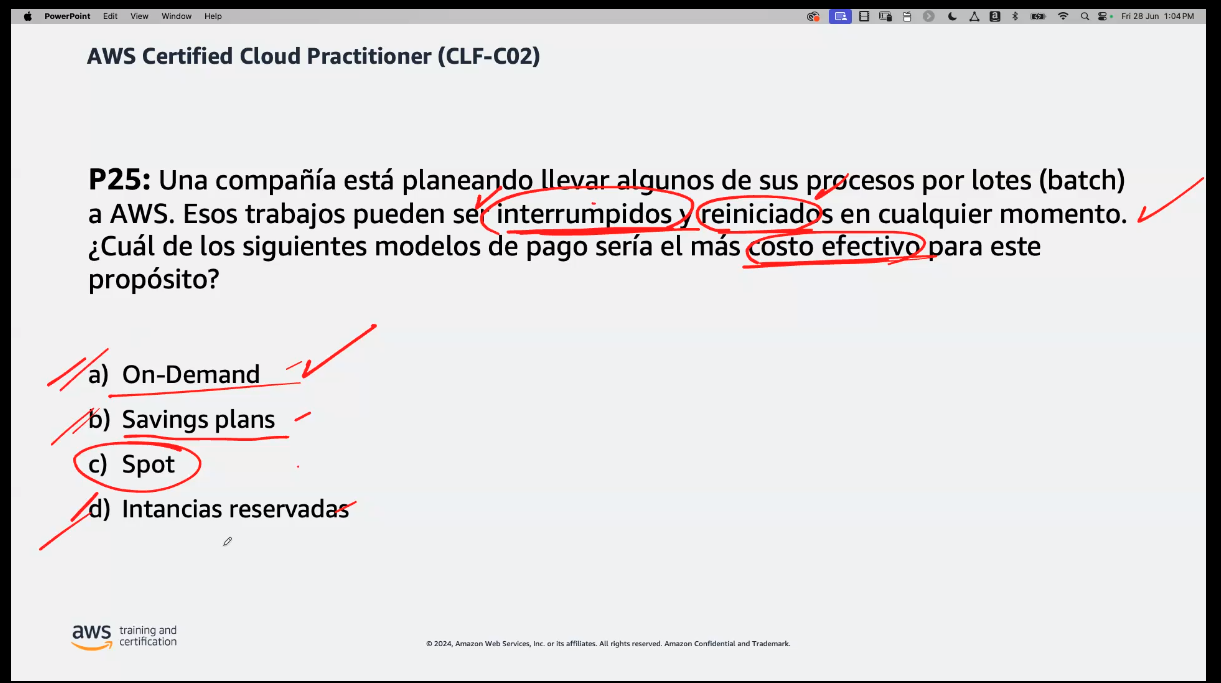 PowerPoint Edit View Window Help Fri 28 Jun 1:04 PM
AWS Certified Cloud Practitioner (CLF-C02)
P25: Una compañía está planeando llevar algunos de sus procesos por lotes (batch)
a AWS. Esos trabajos pueden ser interrumpidos y reiniciados en cualquier momento.
¿Cuál de los siguientes modelos de pago sería el más costo efectivo para este
propósito?
a) On-Demand
b) Savings plans
c) Spot
d) Intancias reservadas
aws training and
certification
© 2024, Amazon Web Services, Inc. or its affiliates. All rights reserved. Amazon Confidential and Trademark.